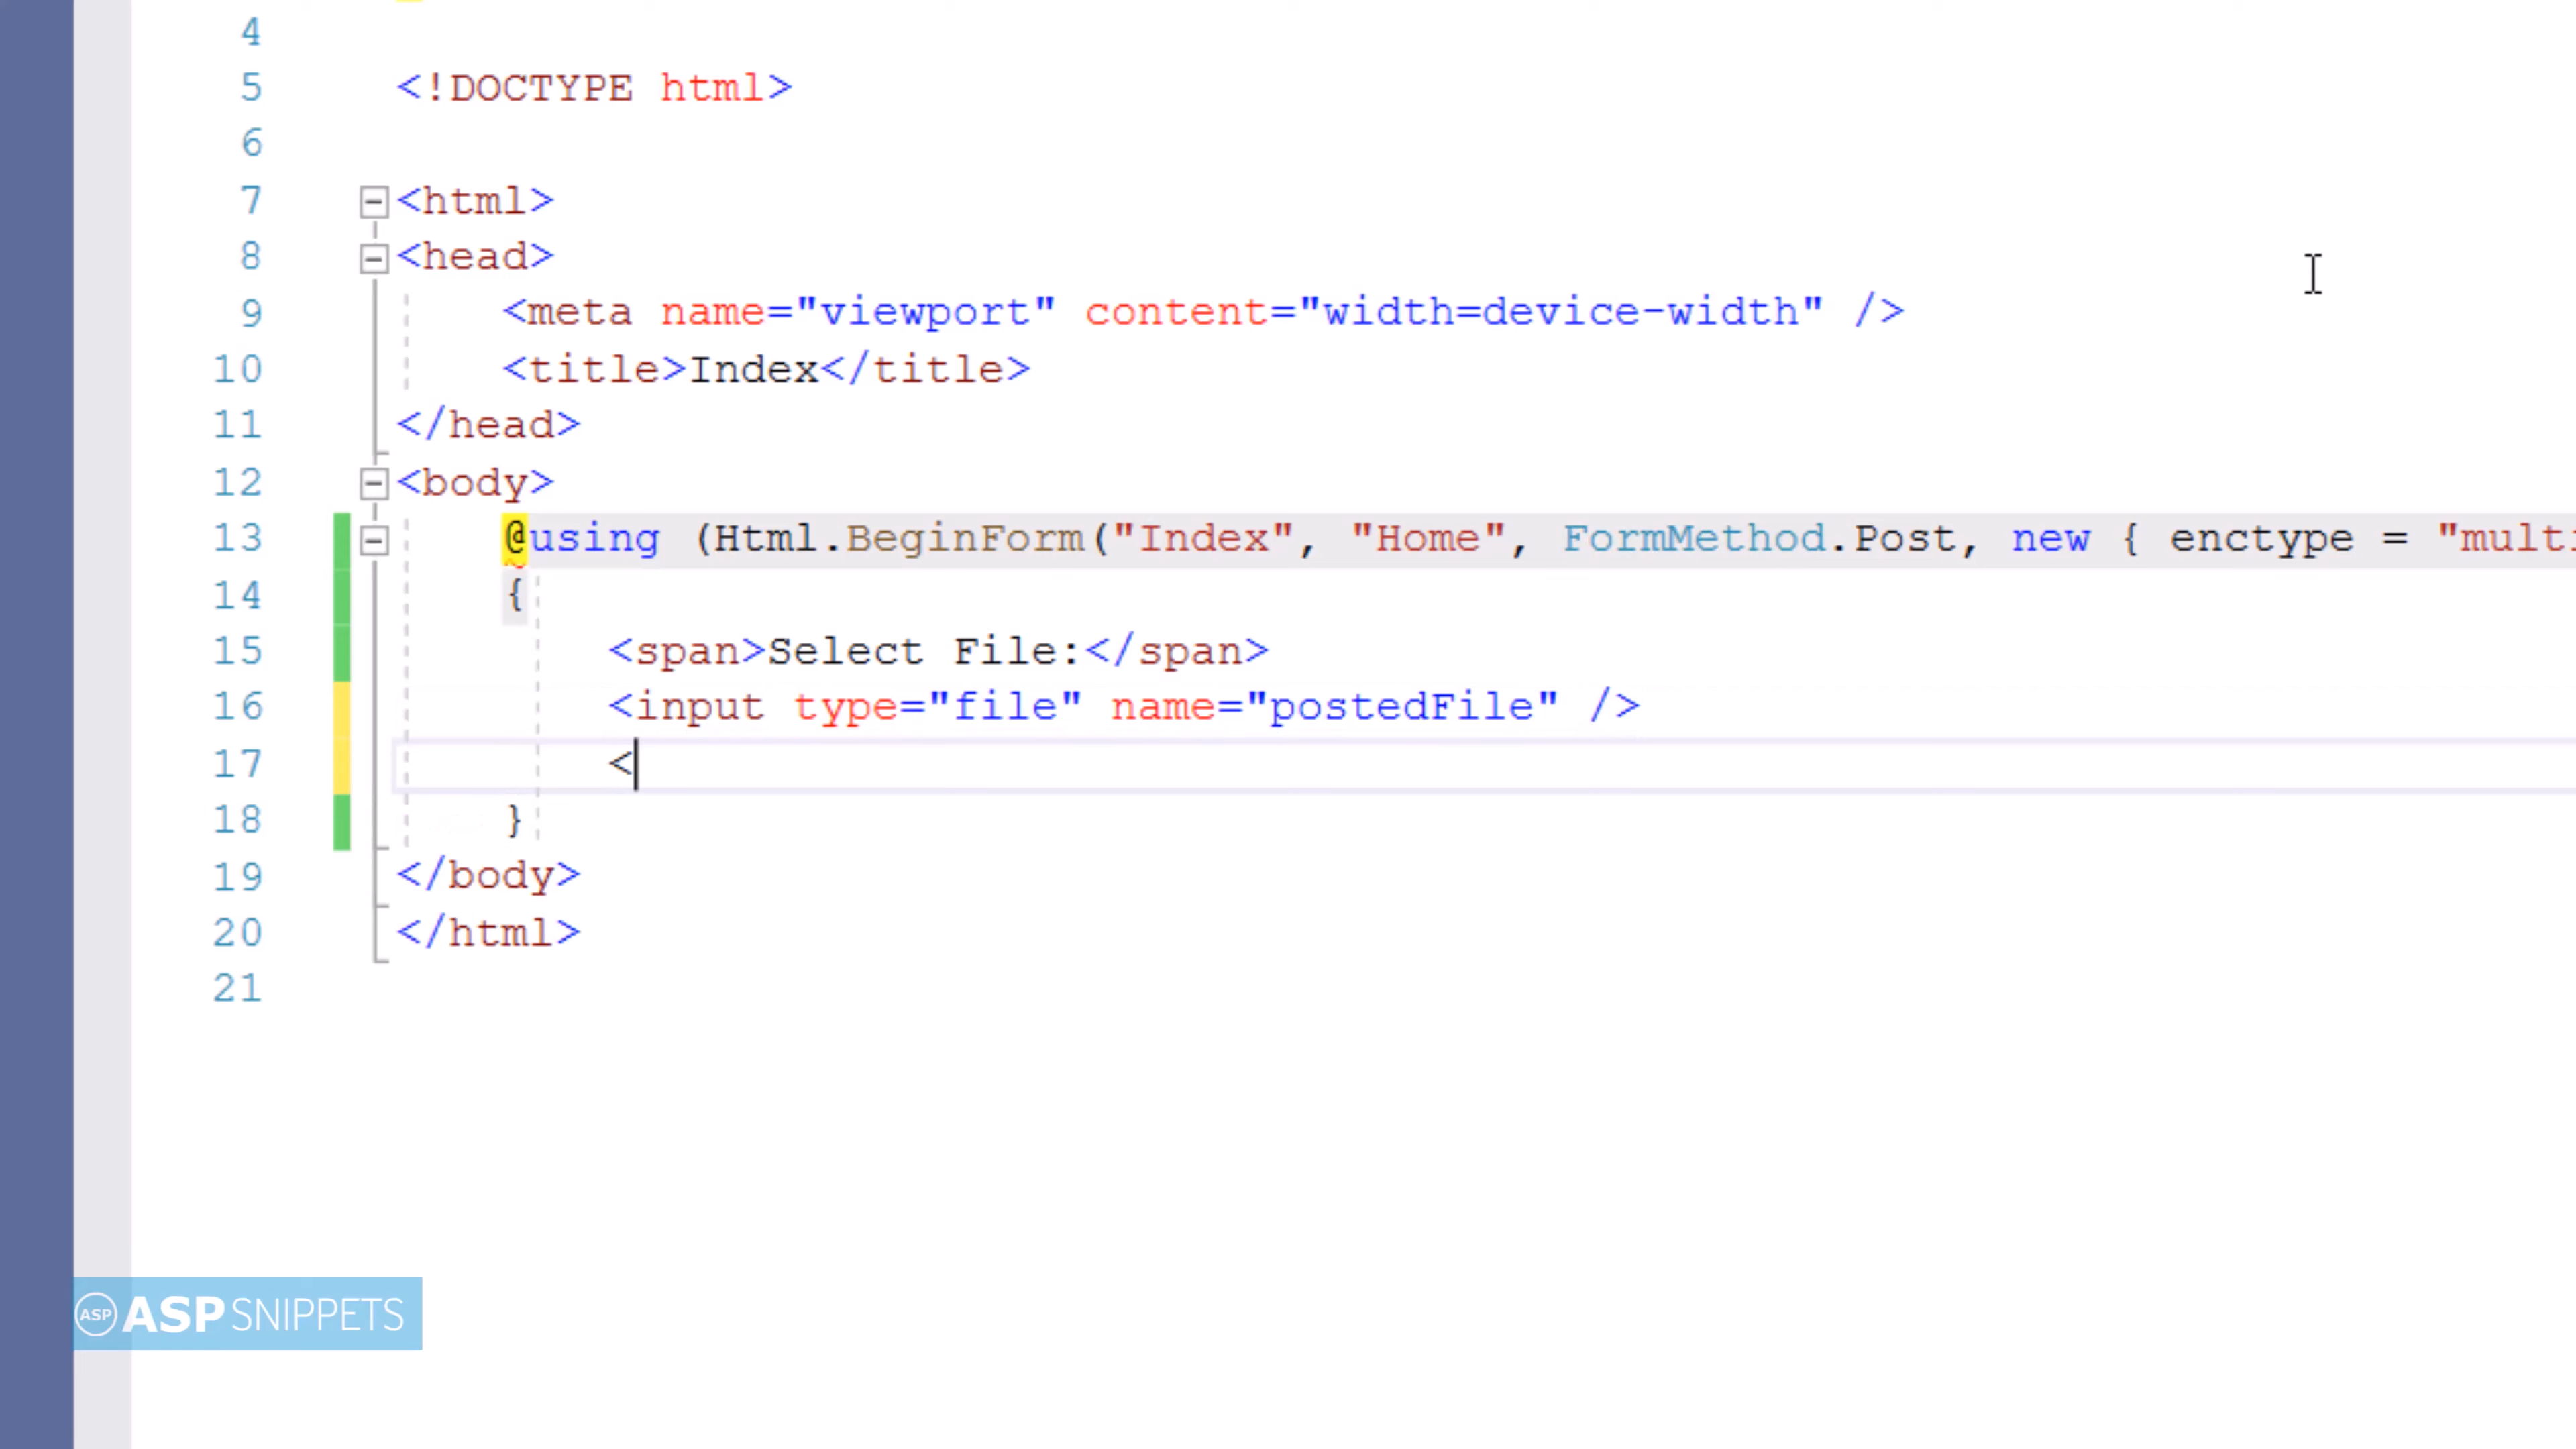 4
5 <!DOCTYPE html>
6
7 <html>
8 <head>
9 <meta name="viewport" content="width=device-width" />
10 <title>Index</title>
11 </head>
12 <body>
13 @using (Html.BeginForm("Index", "Home", FormMethod.Post, new { enctype = "multi
14 {
15 <span>Select File:</span>
16 <input type="file" name="postedFile" />
17 <
18 }
19 </body>
20 </html>
21
ASP ASPSNIPPETS